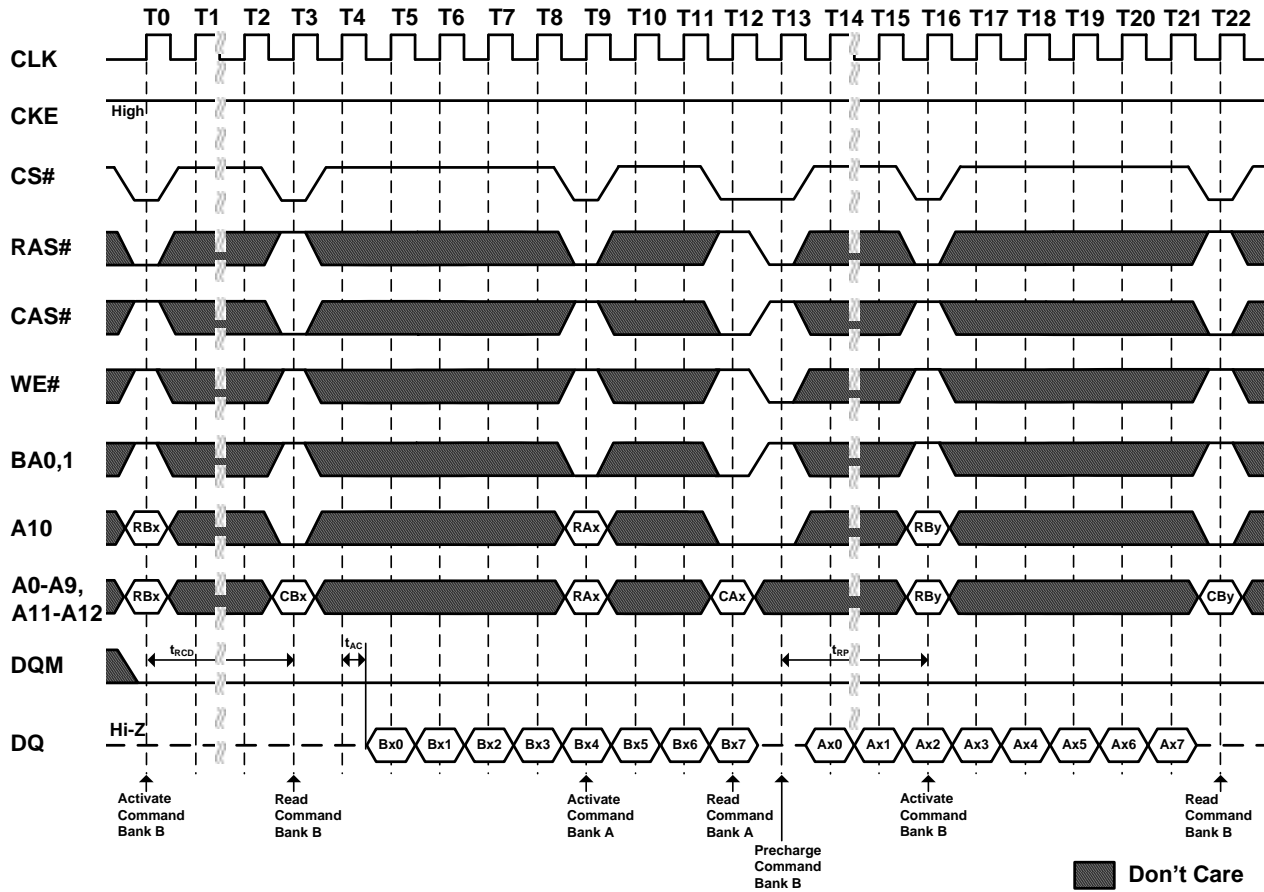 T0 T1 T2 T3 T4 T5 T6 T7 T8 T9 T10 T11 T12 T13 T14 T15 T16 T17 T18 T19 T20 T21 T22
CLK
CKE High
CS#
RAS#
CAS#
WE#
BA0,1
A10 RBx RAx RBy
A0-A9,
A11-A12 RBx CBx RAx CAx RBy CBy
DQM tRCD tAC tRP
DQ Hi-Z Bx0 Bx1 Bx2 Bx3 Bx4 Bx5 Bx6 Bx7 Ax0 Ax1 Ax2 Ax3 Ax4 Ax5 Ax6 Ax7
Activate
Command
Bank B
Read
Command
Bank B
Activate
Command
Bank A
Read
Command
Bank A
Precharge
Command
Bank B
Activate
Command
Bank B
Read
Command
Bank B
Don't Care